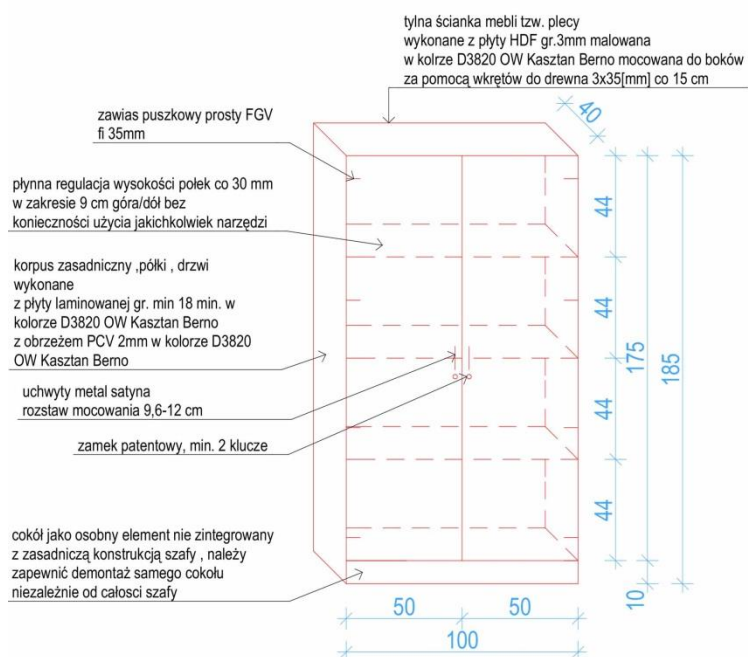 tylna ścianka mebli tzw. plecy
wykonane z płyty HDF gr.3mm malowana
w kolrze D3820 OW Kasztan Berno mocowana do boków
za pomocą wkrętów do drewna 3x35[mm] co 15 cm
zawias puszkowy prosty FGV
fi 35mm
płynna regulacja wysokości połek co 30 mm
w zakresie 9 cm góra/dół bez
konieczności użycia jakichkolwiek narzędzi
korpus zasadniczy ,półki , drzwi
wykonane
z płyty laminowanej gr. min 18 min. w
kolorze D3820 OW Kasztan Berno
z obrzeżem PCV 2mm w kolorze D3820
OW Kasztan Berno
uchwyty metal satyna
rozstaw mocowania 9,6-12 cm
zamek patentowy, min. 2 klucze
cokół jako osobny element nie zintegrowany
z zasadniczą konstrukcją szafy , należy
zapewnić demontaż samego cokołu
niezależnie od całosci szafy
40
44
44
44
44
175
185
10
50
50
100